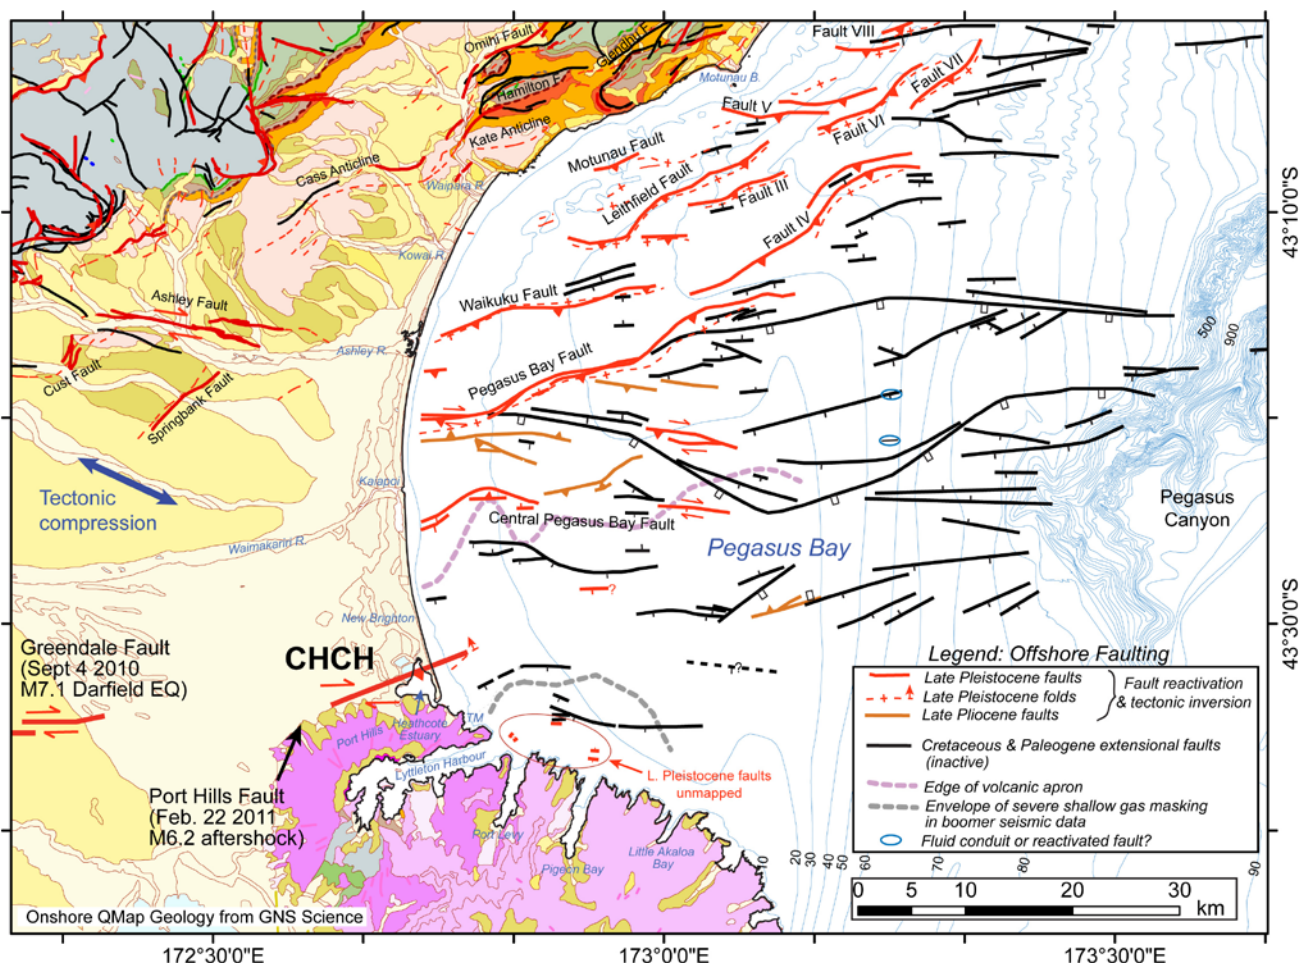 Fault VIII
Omihi Fault
Glendhu F.
Motunau B.
Fault VII
Hamilton F.
Fault V
Fault VI
Kate Anticline
Motunau Fault
Cass Anticline
Waipara R.
Leithfield Fault
Fault III
Fault IV
43°10'0"S
Kowai R.
Ashley Fault
Waikuku Fault
500
900
Ashley R.
Cust Fault
Pegasus Bay Fault
Springbank Fault
Tectonic
compression
Kaiapoi
Pegasus
Canyon
Central Pegasus Bay Fault
Waimakariri R.
Pegasus Bay
?
New Brighton
43°30'0"S
Greendale Fault
(Sept 4 2010
M7.1 Darfield EQ)
CHCH
?
TM
Heathcote
Estuary
Port Hills
Lyttleton Harbour
L. Pleistocene faults
unmapped
Port Hills Fault
(Feb. 22 2011
M6.2 aftershock)
Port Levy
Pigeon Bay
Little Akaloa
Bay
Legend: Offshore Faulting
Late Pleistocene faults
Late Pleistocene folds
Late Pliocene faults
Fault reactivation
& tectonic inversion
Cretaceous & Paleogene extensional faults
(inactive)
Edge of volcanic apron
Envelope of severe shallow gas masking
in boomer seismic data
Fluid conduit or reactivated fault?
10
20
30
40
50
60
70
80
90
0 5 10 20 30
km
Onshore QMap Geology from GNS Science
172°30'0"E
173°0'0"E
173°30'0"E